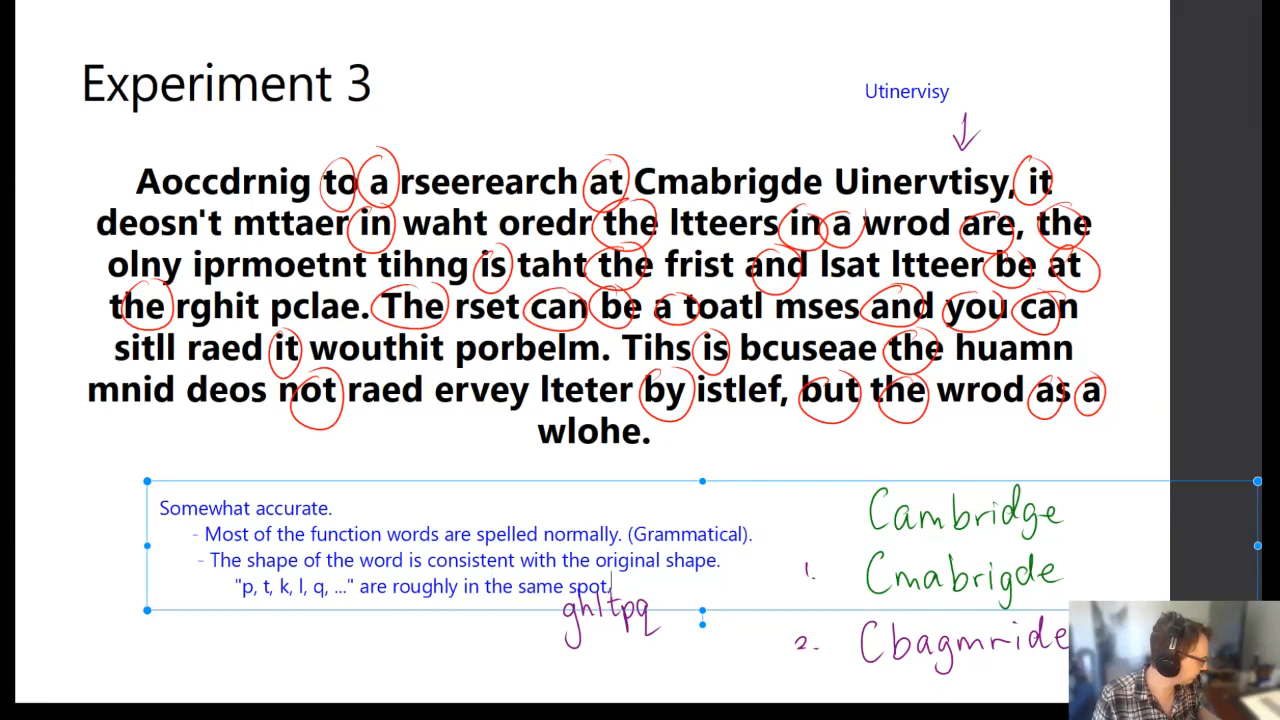 Experiment 3
Utinervisy
Aoccdrnig to a rseerearch at Cmabrigde Uinervtisy, it
deosn't mttaer in waht oredr the ltteers in a wrod are, the
olny iprmoetnt tihng is taht the frist and lsat ltteer be at
the rghit pclae. The rset can be a toatl mses and you can
sitll raed it wouthit porbelm. Tihs is bcuseae the huamn
mnid deos not raed ervey lteter by istlef, but the wrod as a
wlohe.
Somewhat accurate.
- Most of the function words are spelled normally. (Grammatical).
- The shape of the word is consistent with the original shape.
"p, t, k, l, q, ..." are roughly in the same spot.
ghltpq
Cambridge
1. Cmabrigde
2. Cbagmride